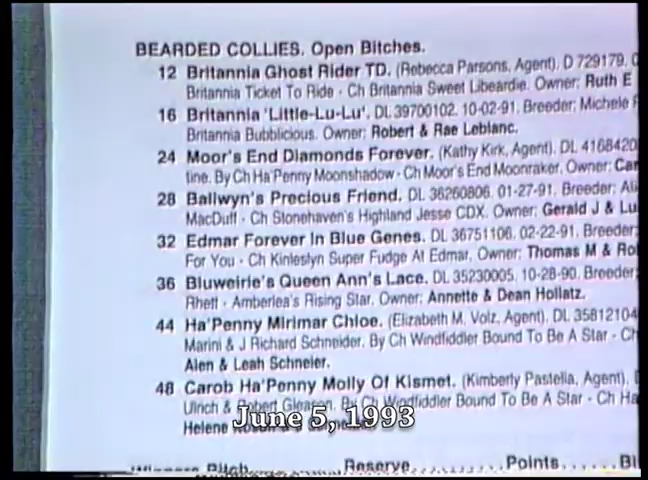 BEARDED COLLIES. Open Bitches.
12 Britannia Ghost Rider TD. (Rebecca Parsons, Agent). D 729179.
Britannia Ticket To Ride - Ch Britannia Sweet Libeardie. Owner: Ruth E
16 Britannia 'Little-Lu-Lu'. DL 39700102. 10-02-91. Breeder: Michele
Britannia Bubblicious. Owner: Robert & Rae Leblanc.
24 Moor's End Diamonds Forever. (Kathy Kirk, Agent). DL 4168420
tine. By Ch Ha'Penny Moonshadow - Ch Moor's End Moonraker. Owner: Car
28 Ballwyn's Precious Friend. DL 36260806. 01-27-91. Breeder: Ali
MacDuff - Ch Stonehaven's Highland Jesse CDX. Owner: Gerald J & Lu
32 Edmar Forever In Blue Genes. DL 36751106. 02-22-91. Breeder:
For You - Ch Kinleslyn Super Fudge At Edmar. Owner: Thomas M & Ro
36 Bluweirie's Queen Ann's Lace. DL 35230005. 10-28-90. Breeder:
Rhett - Amberlea's Rising Star. Owner: Annette & Dean Hollatz.
44 Ha'Penny Mirimar Chloe. (Elizabeth M. Volz, Agent). DL 35812104
Marini & J Richard Schneider. By Ch Windfiddler Bound To Be A Star - Ch
Alen & Leah Schneier.
48 Carob Ha'Penny Molly Of Kismet. (Kimberly Pastella, Agent).
Ulrich & Robert Gleason. By Ch Windfiddler Bound To Be A Star - Ch Ha
Helene
June 5, 1993
Winners Bitch Reserve Points